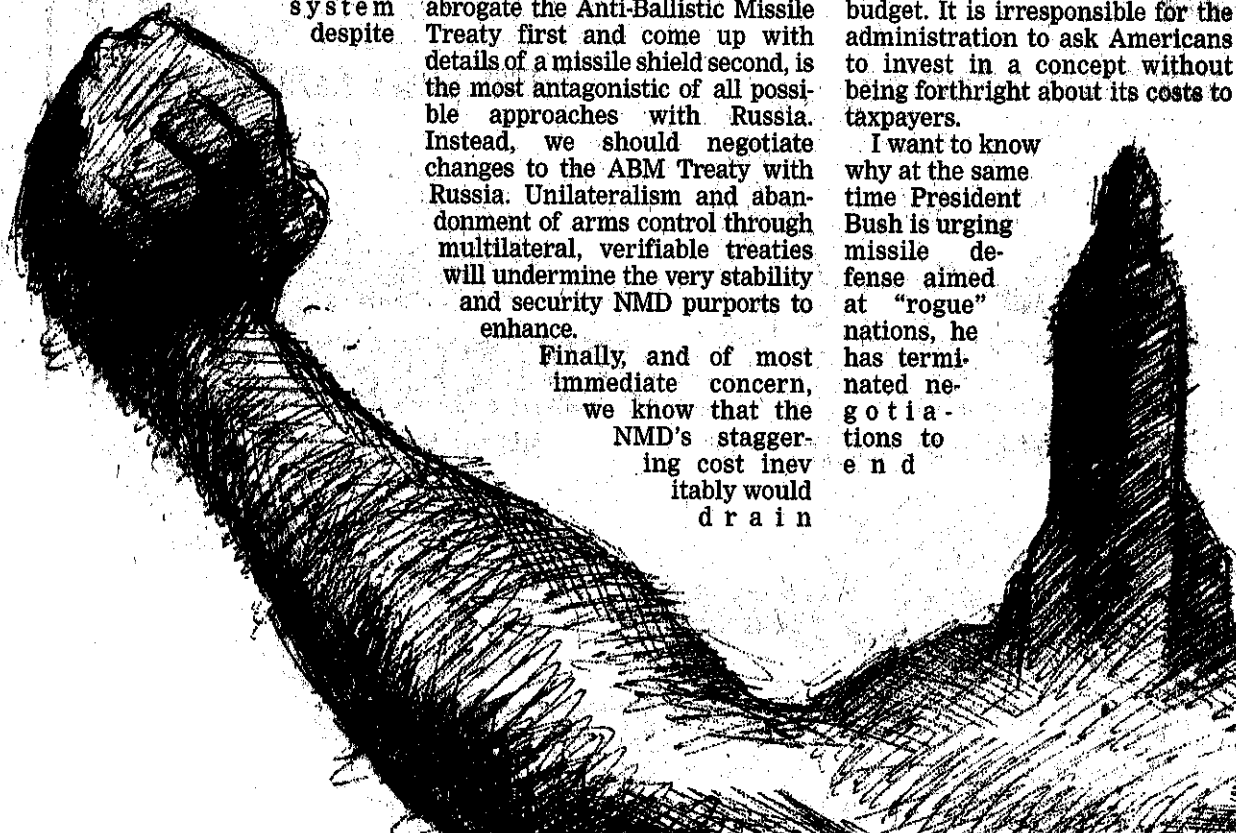 system
despite
abrogate the Anti-Ballistic Missile
Treaty first and come up with
details of a missile shield second, is
the most antagonistic of all possi-
ble approaches with Russia.
Instead, we should negotiate
changes to the ABM Treaty with
Russia. Unilateralism and aban-
donment of arms control through
multilateral, verifiable treaties
will undermine the very stability
and security NMD purports to
enhance.
Finally, and of most
immediate concern,
we know that the
NMD's stagger-
ing cost inev
itably would
drain
budget. It is irresponsible for the
administration to ask Americans
to invest in a concept without
being forthright about its costs to
taxpayers.
I want to know
why at the same
time President
Bush is urging
missile de-
fense aimed
at "rogue"
nations, he
has termi-
nated ne-
gotia-
tions to
end